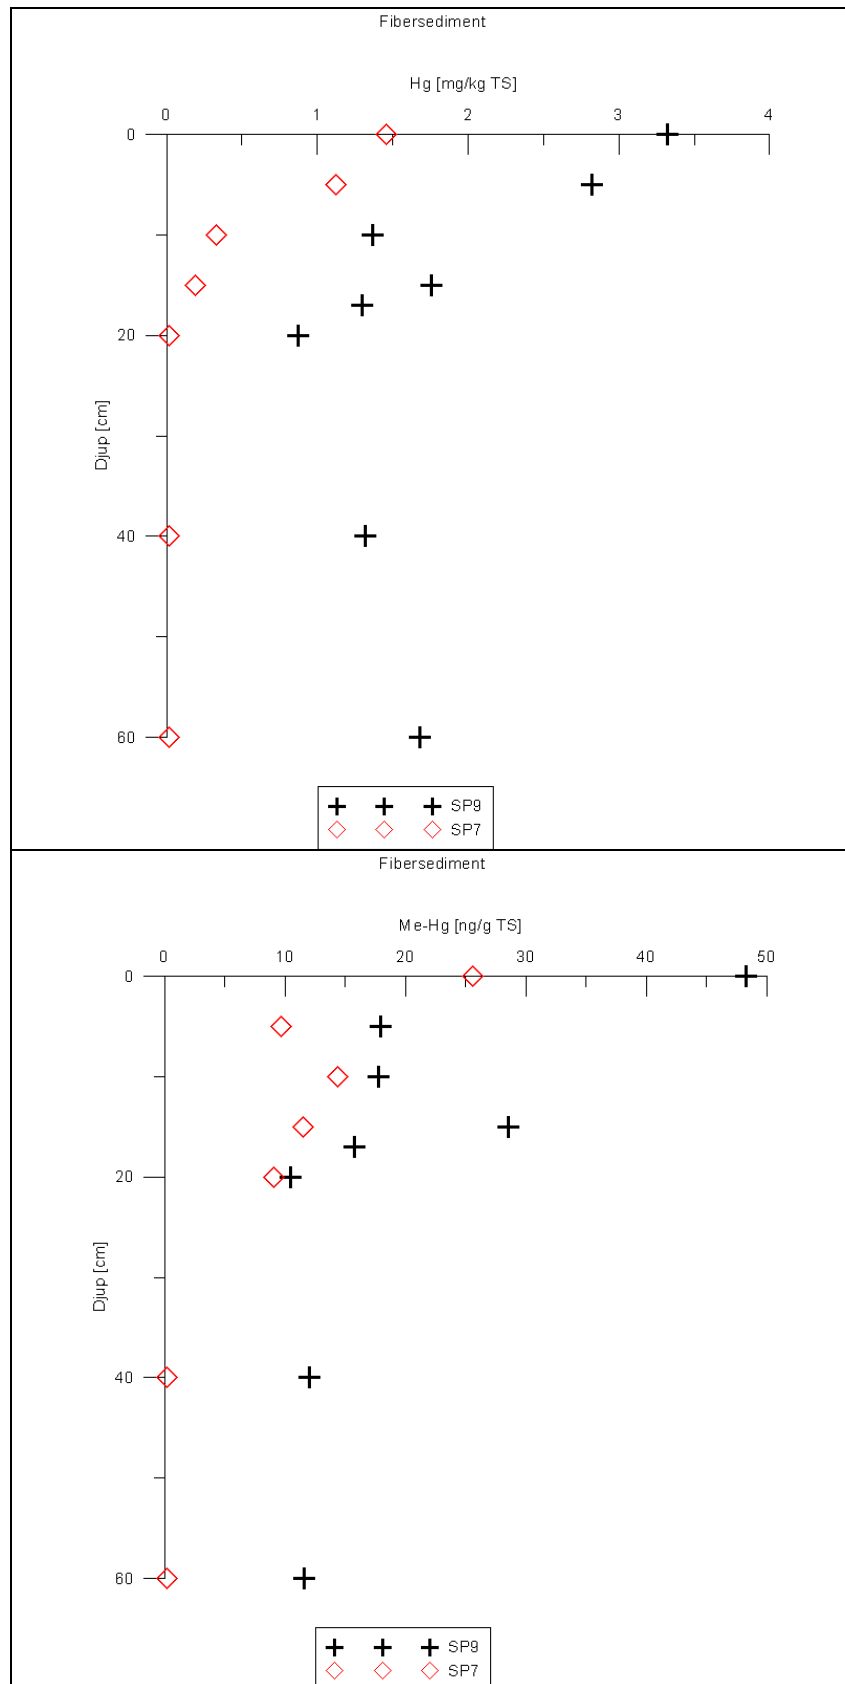 Fibersediment
Hg [mg/kg TS]
0 1 2 3 4
0
20
40
60
Djup [cm]
SP9
SP7
Fibersediment
Me-Hg [ng/g TS]
0 10 20 30 40 50
0
20
40
60
Djup [cm]
SP9
SP7